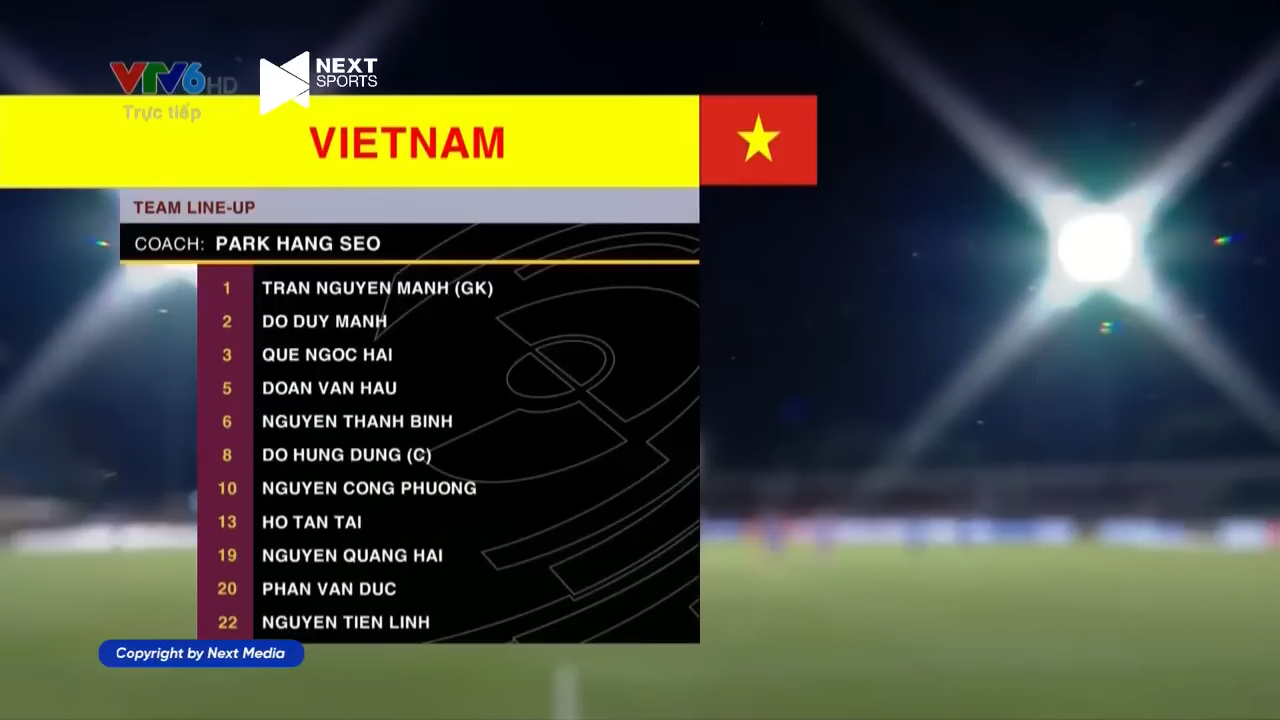 VTV6 HD
Trực tiếp
NEXT
SPORTS
VIETNAM
TEAM LINE-UP
COACH: PARK HANG SEO
1 TRAN NGUYEN MANH (GK)
2 DO DUY MANH
3 QUE NGOC HAI
5 DOAN VAN HAU
6 NGUYEN THANH BINH
8 DO HUNG DUNG (C)
10 NGUYEN CONG PHUONG
13 HO TAN TAI
19 NGUYEN QUANG HAI
20 PHAN VAN DUC
22 NGUYEN TIEN LINH
Copyright by Next Media